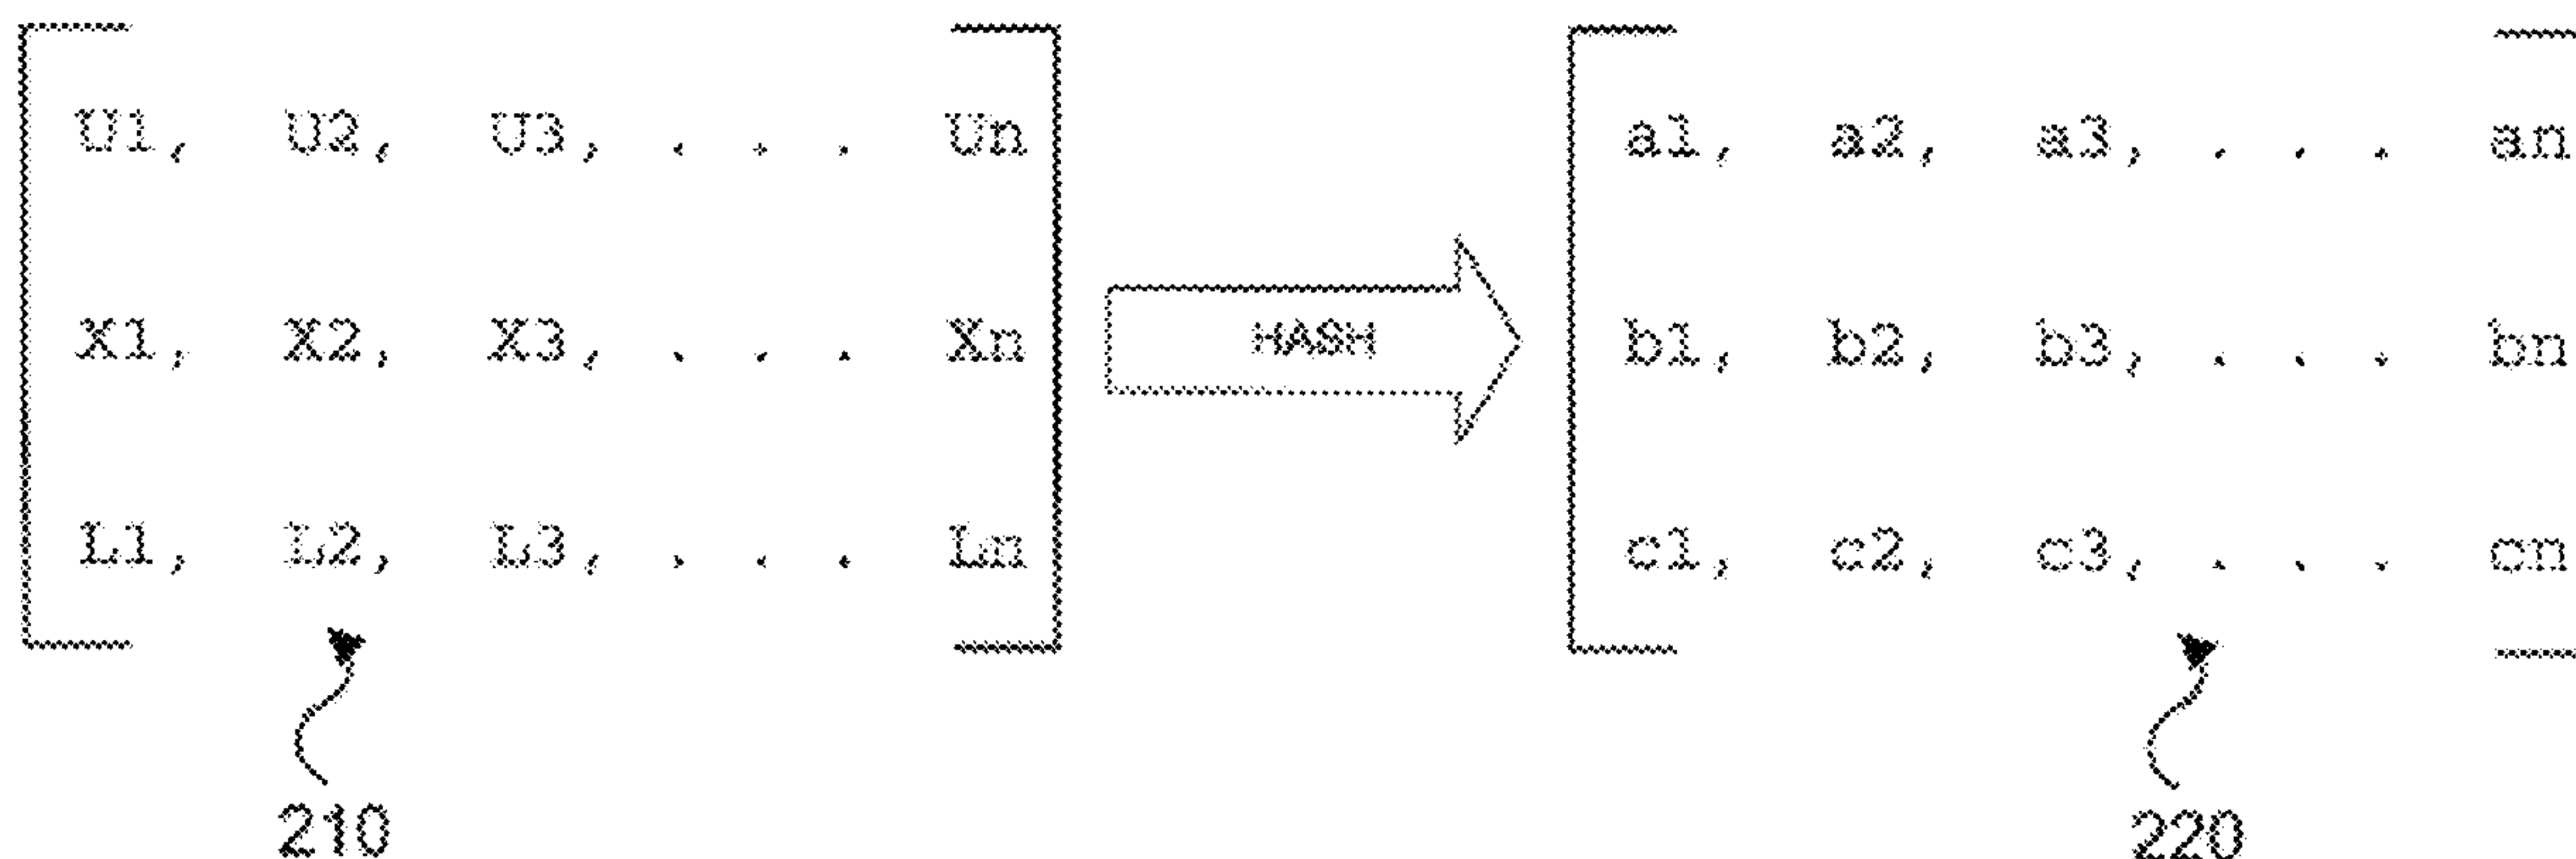 U1, U2, U3, . . . Un
X1, X2, X3, . . . Xn
L1, L2, L3, . . . Ln
HASH
a1, a2, a3, . . . an
b1, b2, b3, . . . bn
c1, c2, c3, . . . cn
210
220